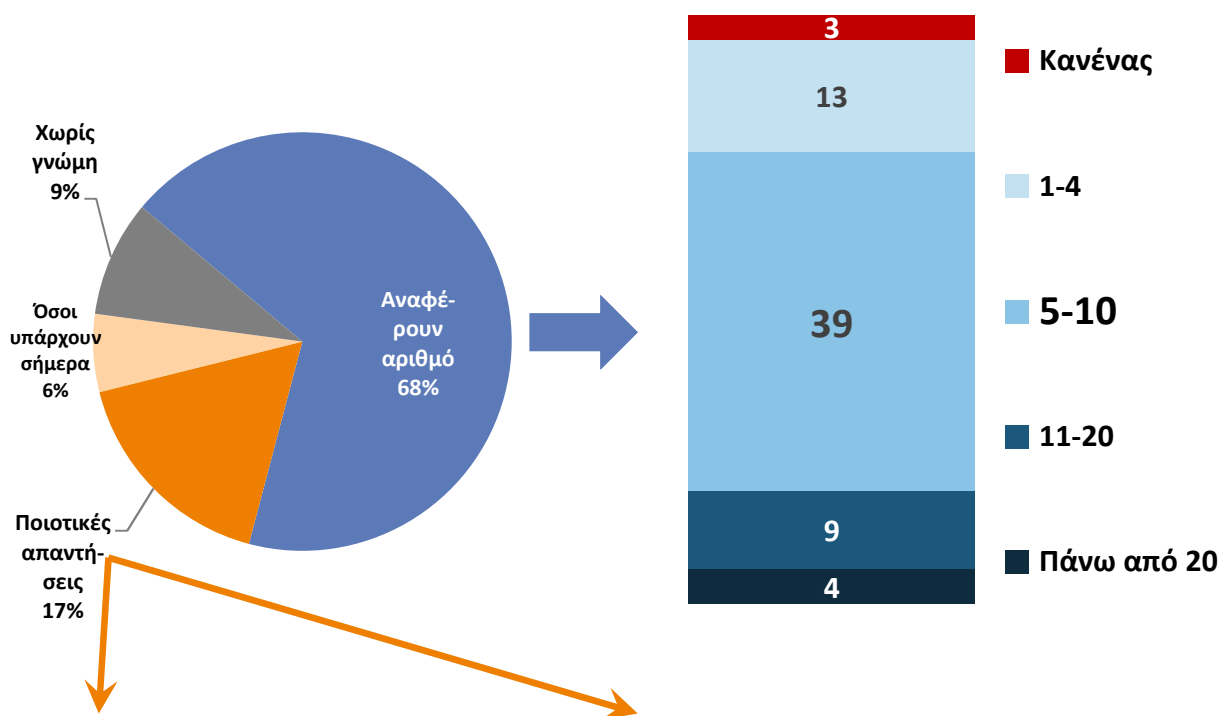 Χωρίς
γνώμη
9%
Όσοι
υπάρχουν
σήμερα
6%
Ποιοτικές
απαντή-
σεις
17%
Αναφέ-
ρουν
αριθμό
68%
3
13
39
9
4
Κανένας
1-4
5-10
11-20
Πάνω από 20